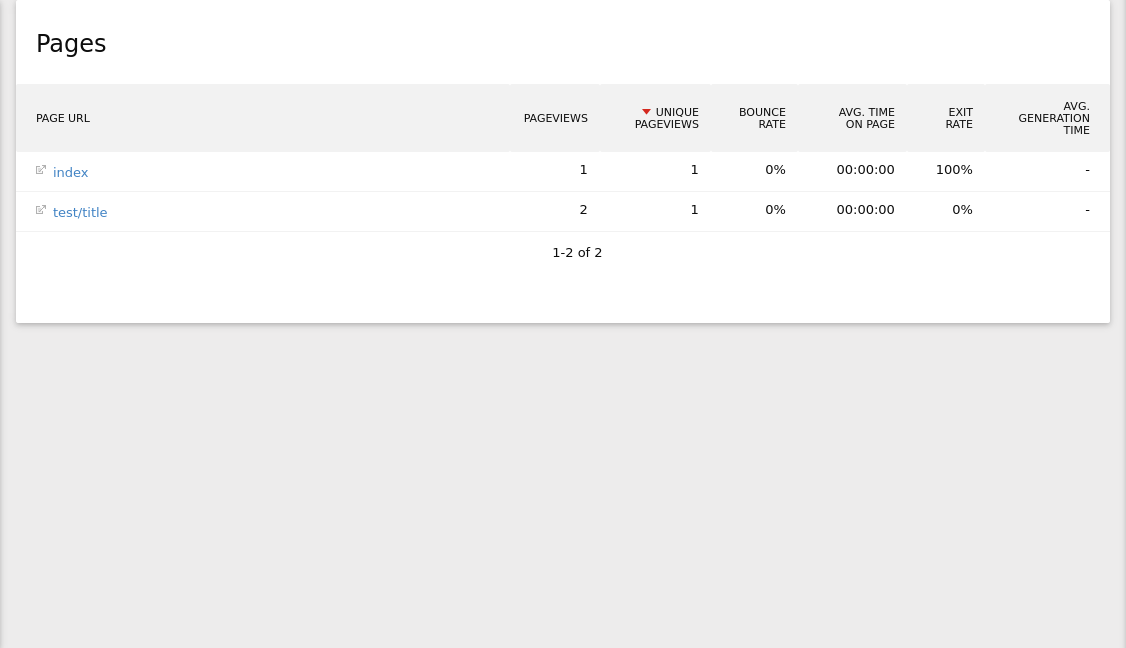 Pages
PAGE URL PAGEVIEWS UNIQUE PAGEVIEWS BOUNCE RATE AVG. TIME ON PAGE EXIT RATE AVG. GENERATION TIME
index 1 1 0% 00:00:00 100% -
test/title 2 1 0% 00:00:00 0% -
1-2 of 2